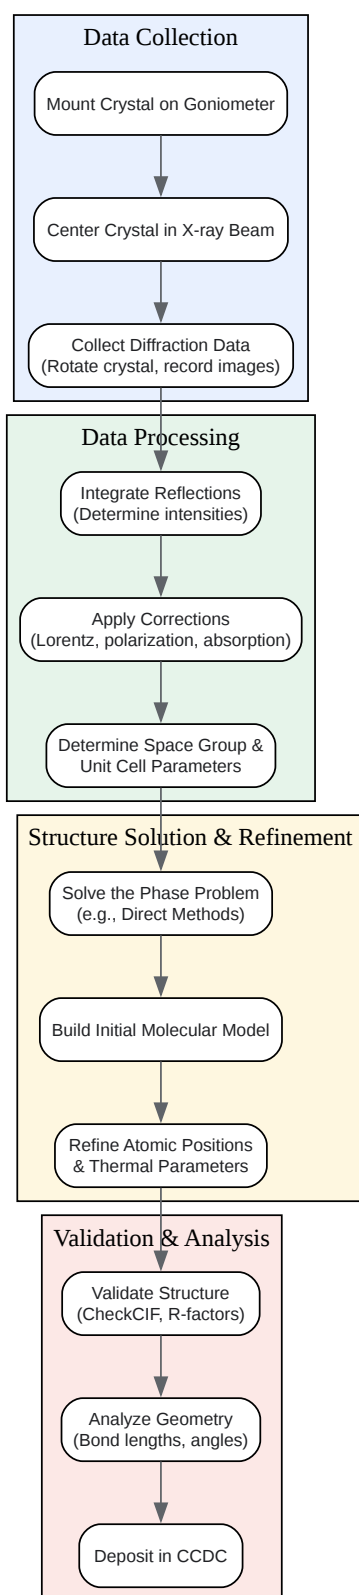 Data Collection
Mount Crystal on Goniometer
Center Crystal in X-ray Beam
Collect Diffraction Data
(Rotate crystal, record images)
Data Processing
Integrate Reflections
(Determine intensities)
Apply Corrections
(Lorentz, polarization, absorption)
Determine Space Group &
Unit Cell Parameters
Structure Solution & Refinement
Solve the Phase Problem
(e.g., Direct Methods)
Build Initial Molecular Model
Refine Atomic Positions
& Thermal Parameters
Validation & Analysis
Validate Structure
(CheckCIF, R-factors)
Analyze Geometry
(Bond lengths, angles)
Deposit in CCDC